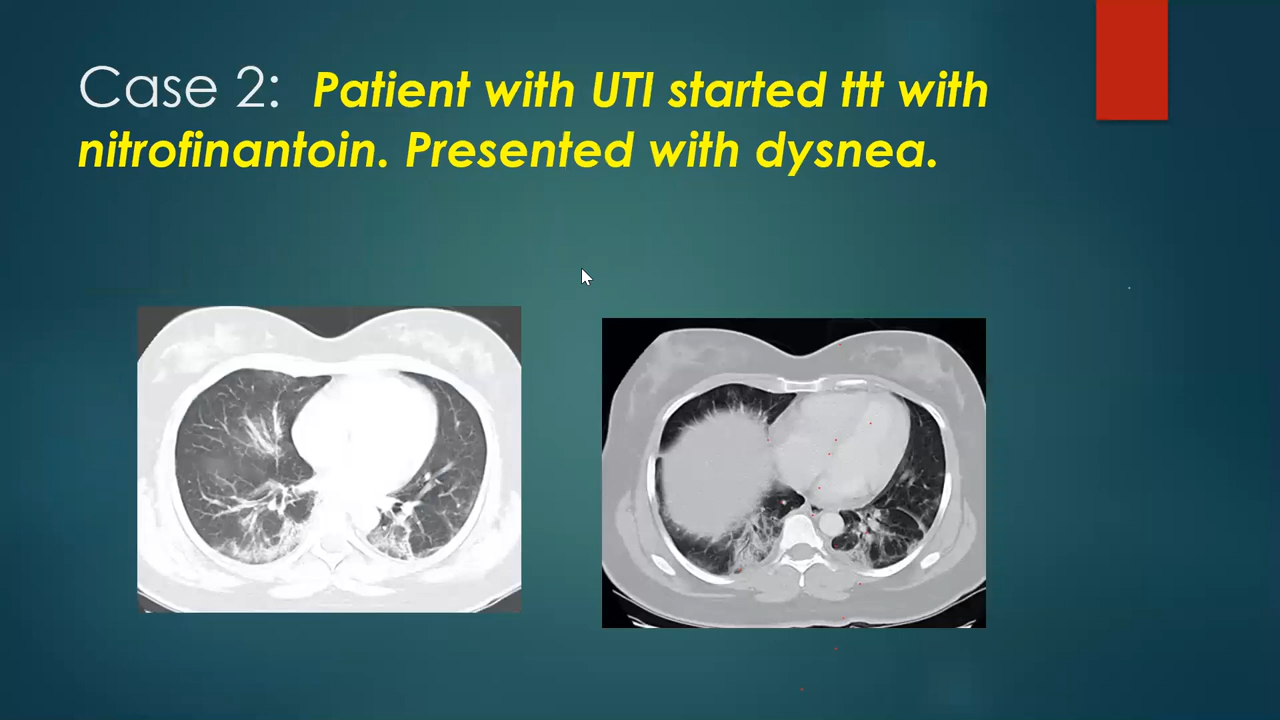 Case 2: Patient with UTI started ttt with
nitrofinantoin. Presented with dysnea.